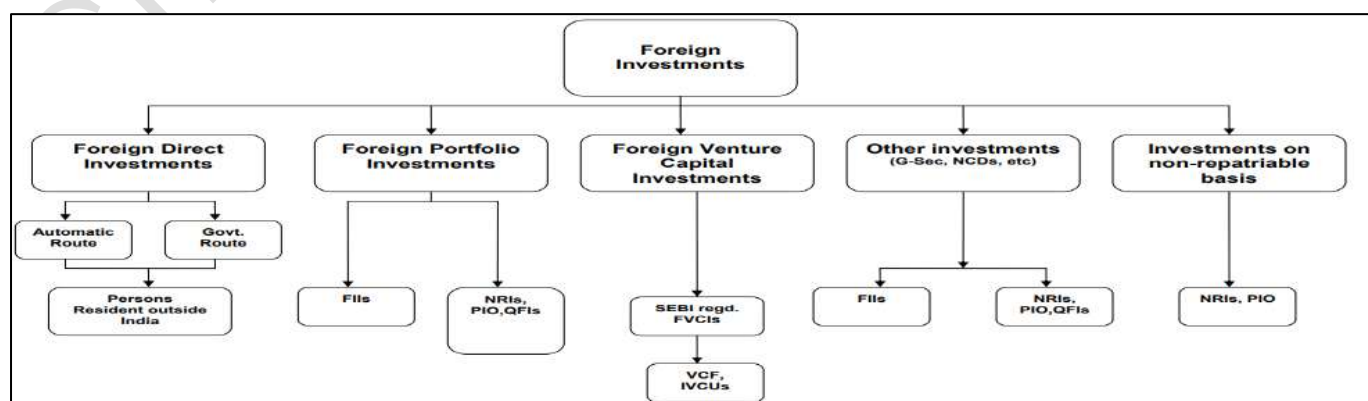 Foreign
Investments
Foreign Direct
Investments
Foreign Portfolio
Investments
Foreign Venture
Capital
Investments
Other investments
(G-Sec, NCDs, etc)
Investments on
non-repatriable
basis
Automatic
Route
Govt.
Route
Persons
Resident outside
India
FIIs
NRIs,
PIO,QFIs
SEBI regd.
FVCIs
VCF,
IVCUs
FIIs
NRIs,
PIO,QFIs
NRIs, PIO